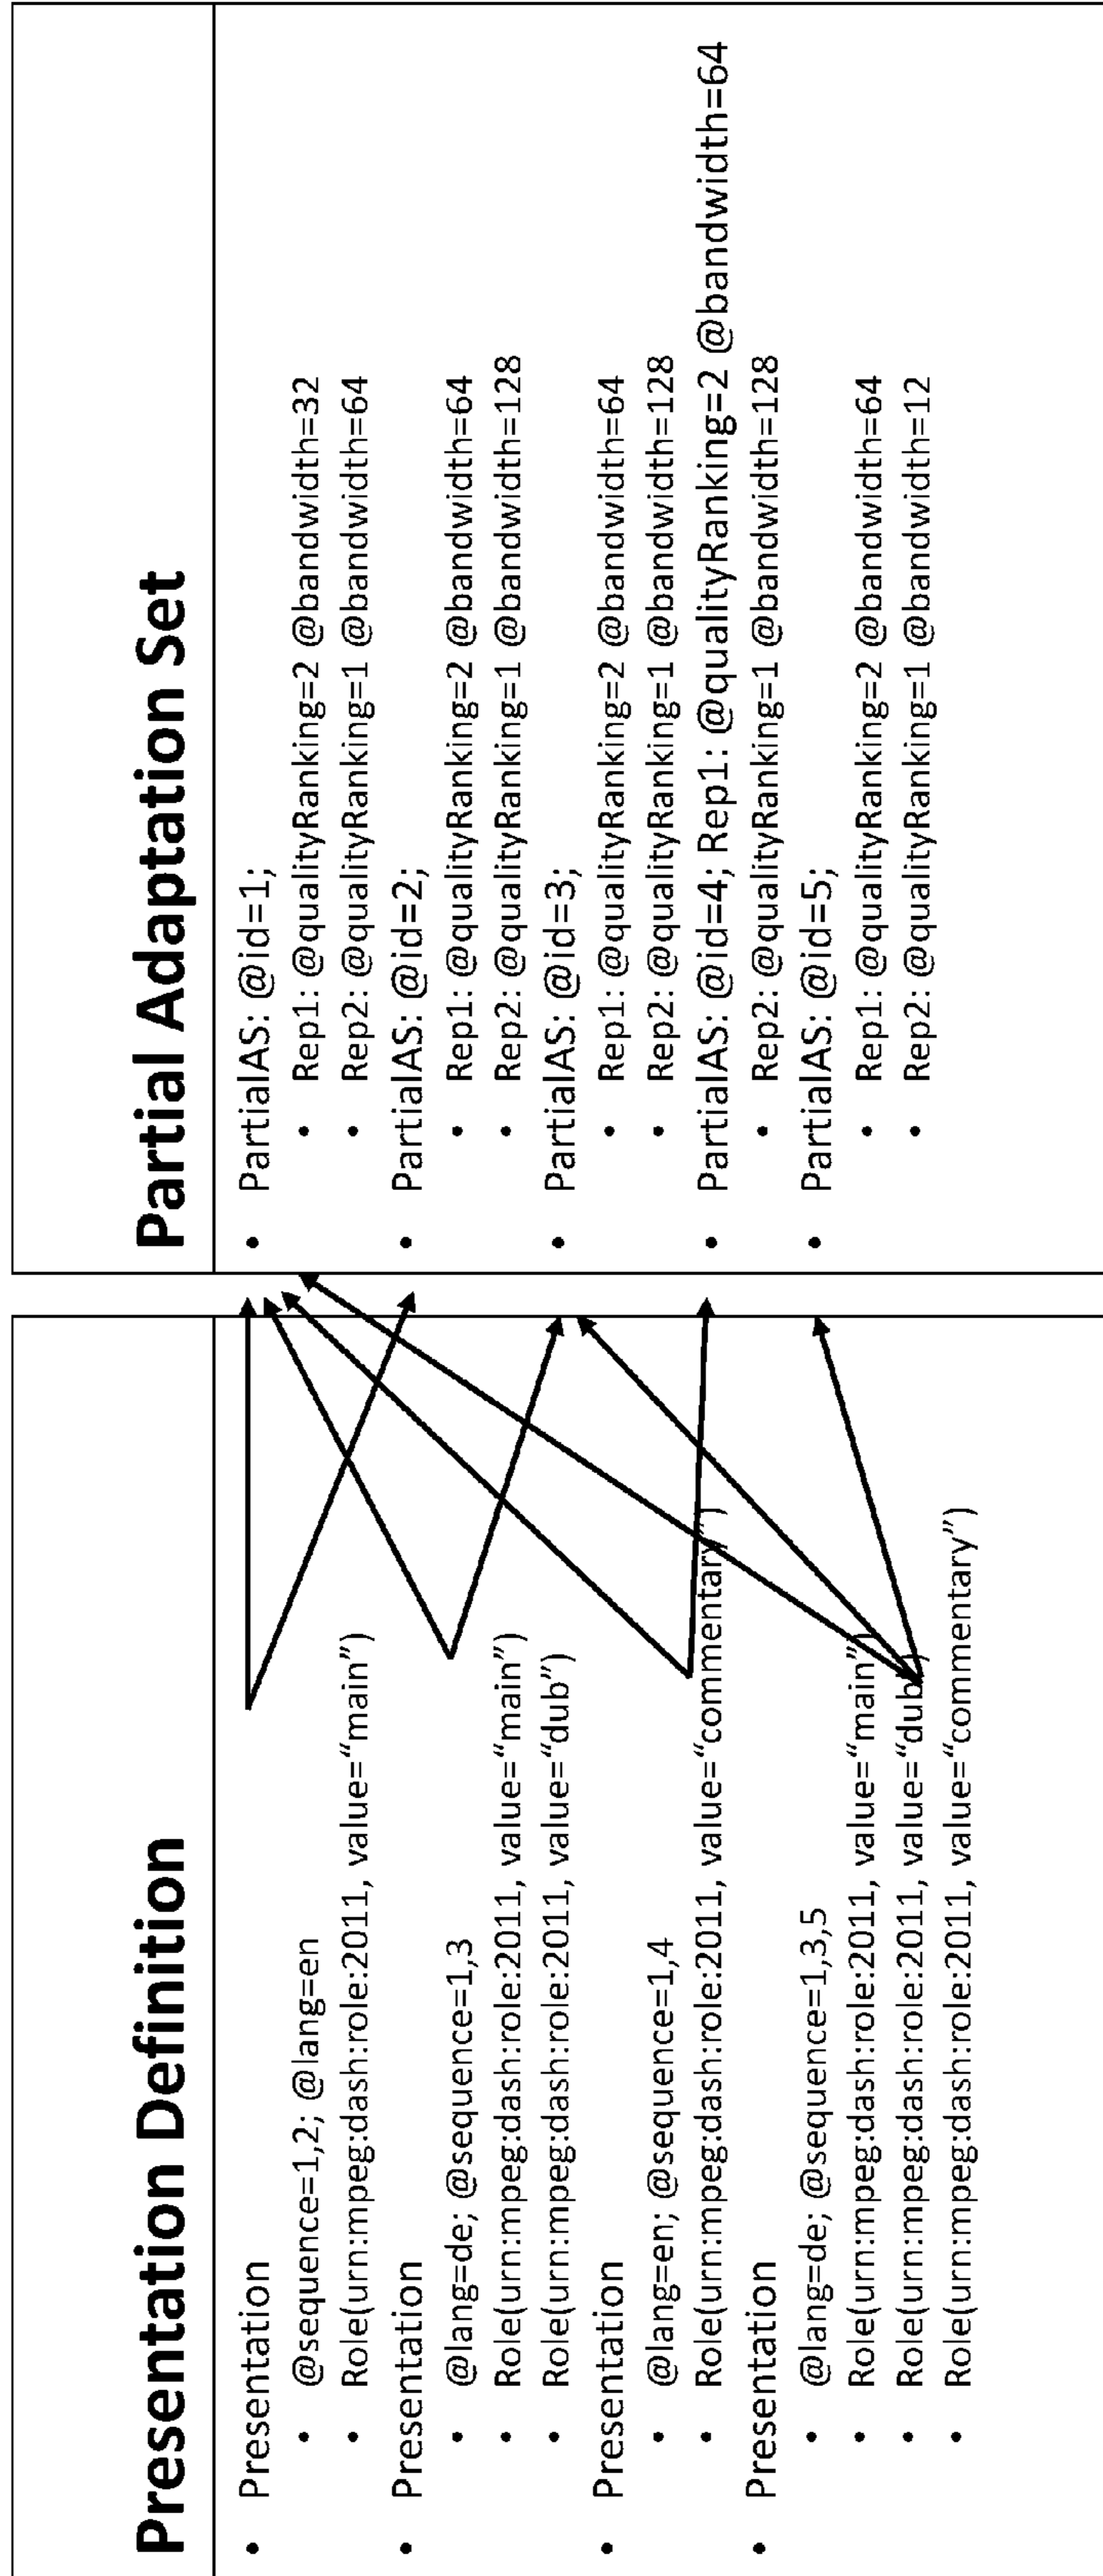 Presentation Definition
• Presentation
• @sequence=1,2; @lang=en
• Role(urn:mpeg:dash:role:2011, value=“main”)
• Presentation
• @lang=de; @sequence=1,3
• Role(urn:mpeg:dash:role:2011, value=“main”)
• Role(urn:mpeg:dash:role:2011, value=“dub”)
• Presentation
• @lang=en; @sequence=1,4
• Role(urn:mpeg:dash:role:2011, value=“commentary”)
• Presentation
• @lang=de; @sequence=1,3,5
• Role(urn:mpeg:dash:role:2011, value=“main”)
• Role(urn:mpeg:dash:role:2011, value=“dub”)
• Role(urn:mpeg:dash:role:2011, value=“commentary”)
Partial Adaptation Set
• PartialAS: @id=1;
• Rep1: @qualityRanking=2 @bandwidth=32
• Rep2: @qualityRanking=1 @bandwidth=64
• PartialAS: @id=2;
• Rep1: @qualityRanking=2 @bandwidth=64
• Rep2: @qualityRanking=1 @bandwidth=128
• PartialAS: @id=3;
• Rep1: @qualityRanking=2 @bandwidth=64
• Rep2: @qualityRanking=1 @bandwidth=128
• PartialAS: @id=4; Rep1: @qualityRanking=2 @bandwidth=64
• Rep2: @qualityRanking=1 @bandwidth=128
• PartialAS: @id=5;
• Rep1: @qualityRanking=2 @bandwidth=64
• Rep2: @qualityRanking=1 @bandwidth=12